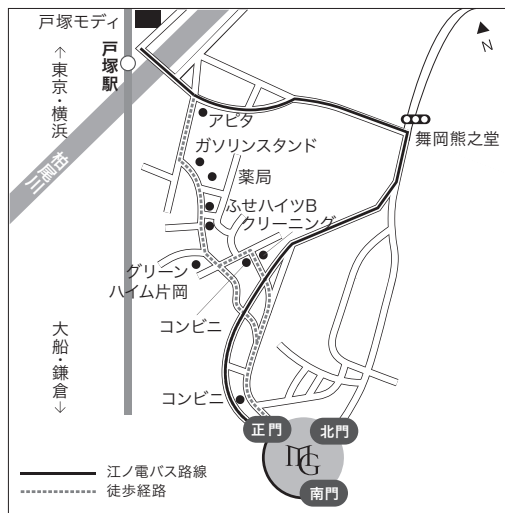 戸塚モディ
戸塚駅
↑東京・横浜
柏尾川
N
アピタ
舞岡熊之堂
ガソリンスタンド
薬局
ふせハイツB
クリーニング
グリーン
ハイム片岡
コンビニ
大船・鎌倉↓
コンビニ
正門
北門
MG
南門
江ノ電バス路線
徒歩経路